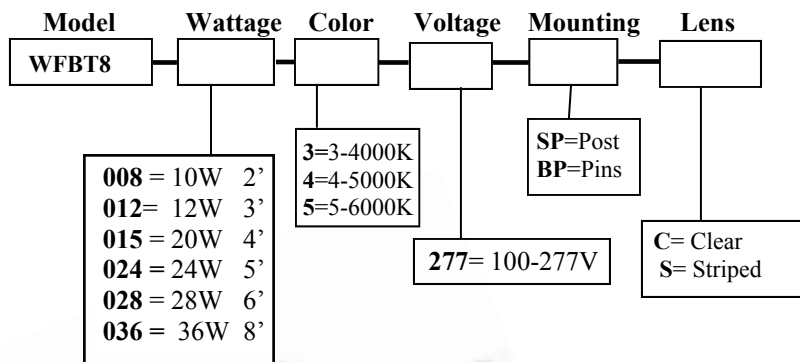 Model Wattage Color Voltage Mounting Lens
WFBT8
008 = 10W 2’
012= 12W 3’
015 = 20W 4’
024 = 24W 5’
028 = 28W 6’
036 = 36W 8’
3=3-4000K
4=4-5000K
5=5-6000K
277= 100-277V
SP=Post
BP=Pins
C= Clear
S= Striped